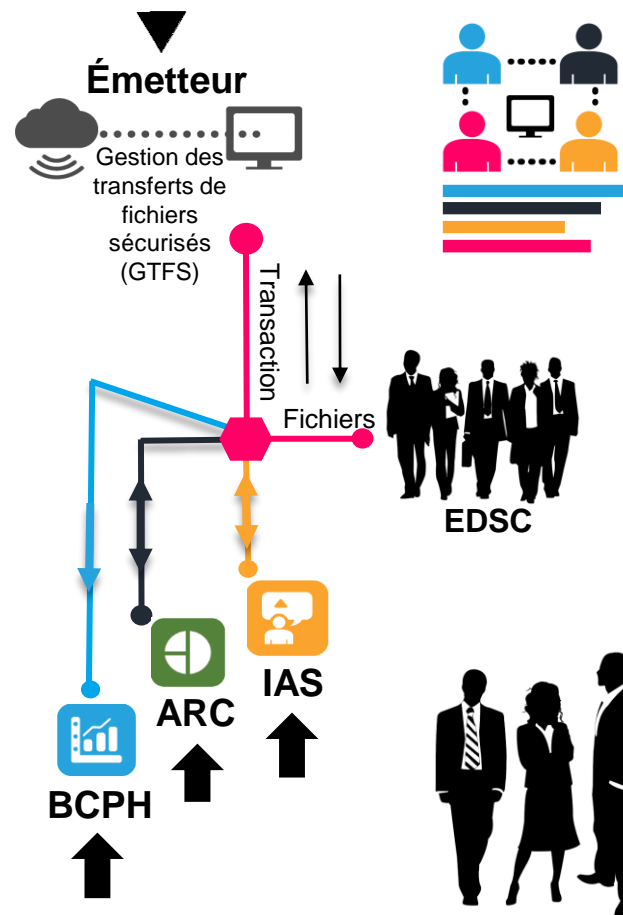 Émetteur
Gestion des
transferts de
fichiers
sécurisés
(GTFS)
Transaction
Fichiers
EDSC
IAS
ARC
BCPH